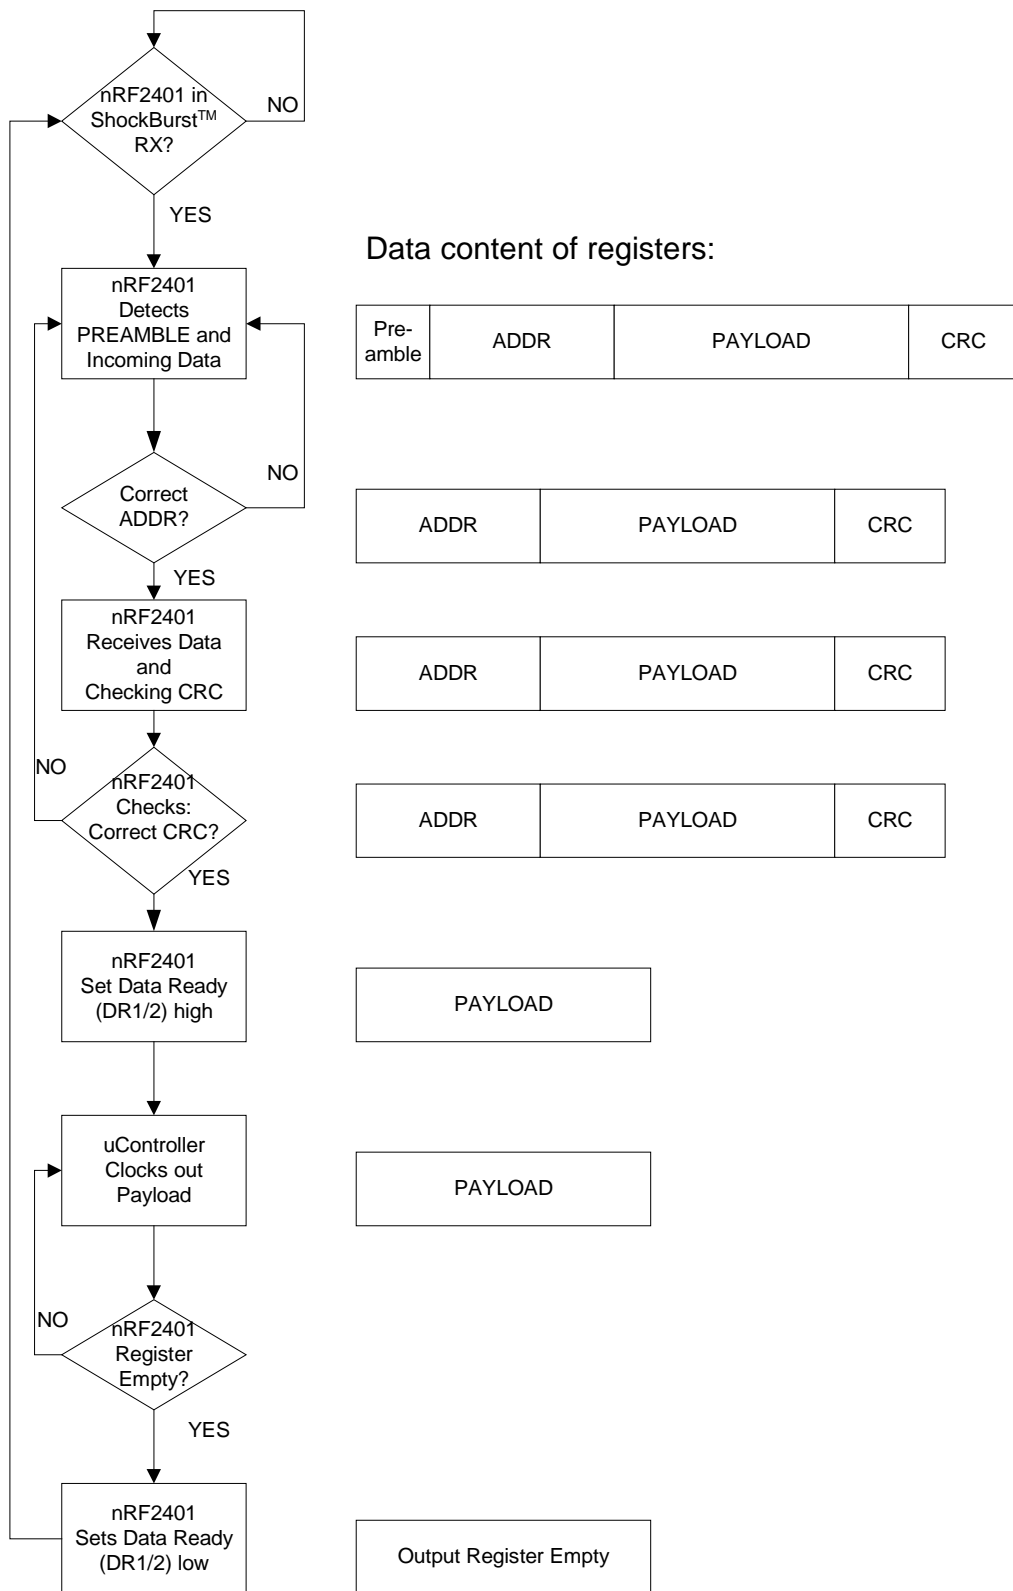 nRF2401 in
ShockBurst™
RX?
NO
YES
Data content of registers:
nRF2401
Detects
PREAMBLE and
Incoming Data
Pre-
amble
ADDR
PAYLOAD
CRC
NO
Correct
ADDR?
ADDR
PAYLOAD
CRC
YES
nRF2401
Receives Data
and
Checking CRC
ADDR
PAYLOAD
CRC
NO
nRF2401
Checks:
Correct CRC?
ADDR
PAYLOAD
CRC
YES
nRF2401
Set Data Ready
(DR1/2) high
PAYLOAD
uController
Clocks out
Payload
PAYLOAD
NO
nRF2401
Register
Empty?
YES
nRF2401
Sets Data Ready
(DR1/2) low
Output Register Empty